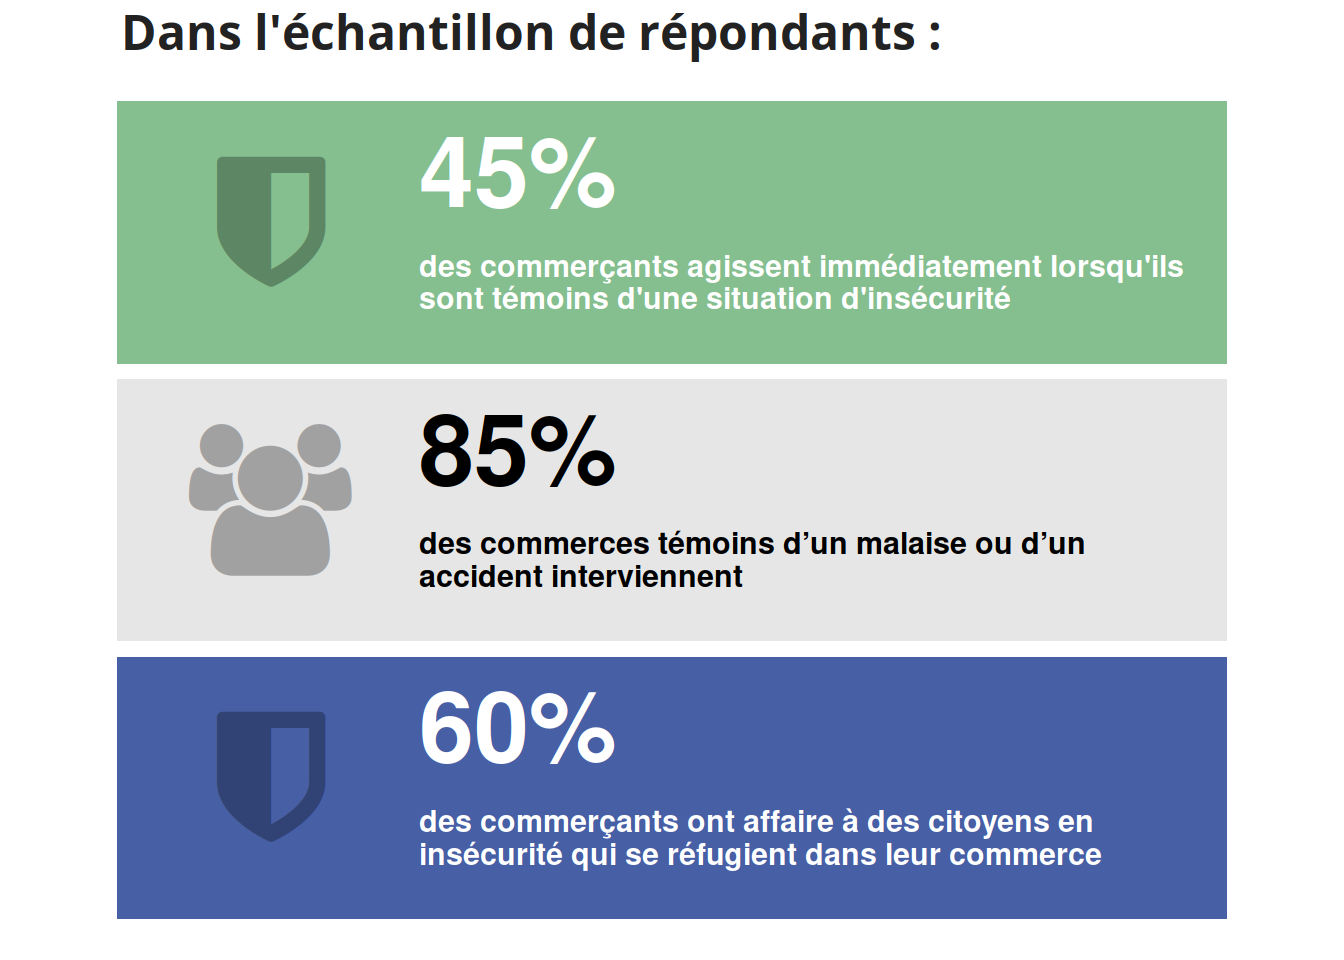 Dans l'échantillon de répondants :
45%
des commerçants agissent immédiatement lorsqu'ils
sont témoins d'une situation d'insécurité
85%
des commerces témoins d’un malaise ou d’un
accident interviennent
60%
des commerçants ont affaire à des citoyens en
insécurité qui se réfugient dans leur commerce